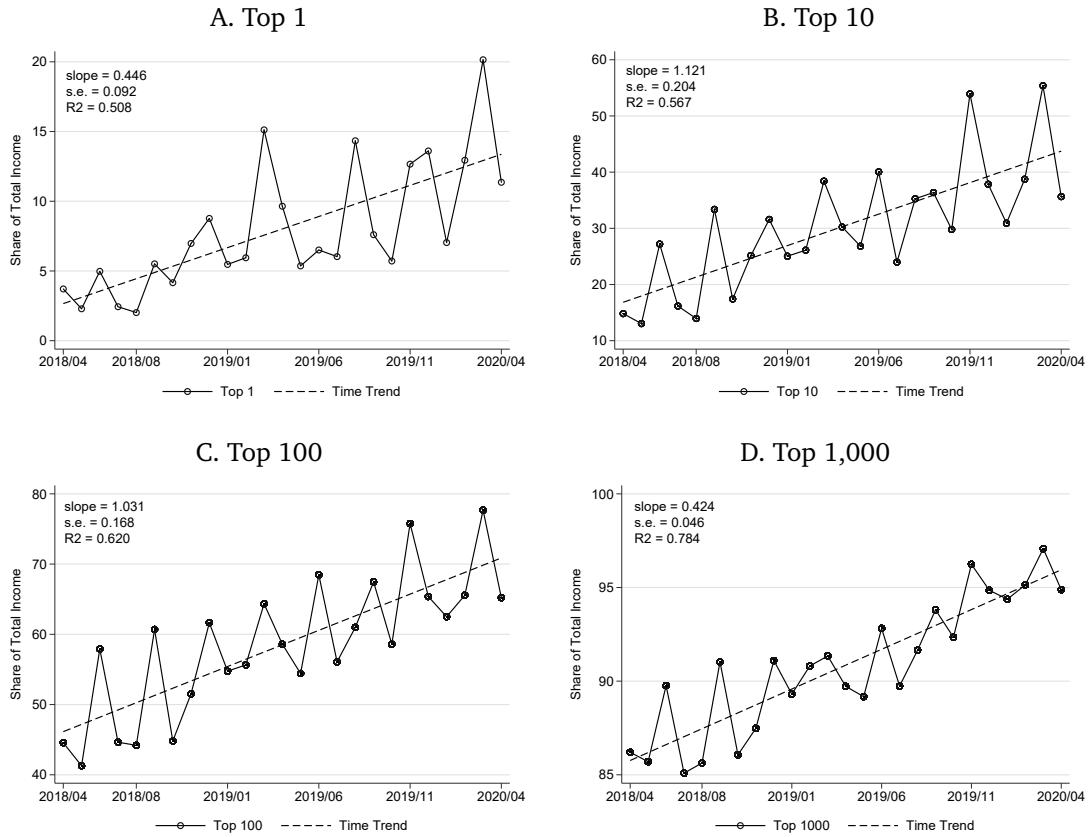 A. Top 1
slope = 0.446
s.e. = 0.092
R2 = 0.508
Share of Total Income
20
15
10
5
0
2018/04 2018/08 2019/01 2019/06 2019/11 2020/04
Top 1 Time Trend
B. Top 10
slope = 1.121
s.e. = 0.204
R2 = 0.567
Share of Total Income
60
50
40
30
20
10
2018/04 2018/08 2019/01 2019/06 2019/11 2020/04
Top 10 Time Trend
C. Top 100
slope = 1.031
s.e. = 0.168
R2 = 0.620
Share of Total Income
80
70
60
50
40
2018/04 2018/08 2019/01 2019/06 2019/11 2020/04
Top 100 Time Trend
D. Top 1,000
slope = 0.424
s.e. = 0.046
R2 = 0.784
Share of Total Income
100
95
90
85
2018/04 2018/08 2019/01 2019/06 2019/11 2020/04
Top 1000 Time Trend